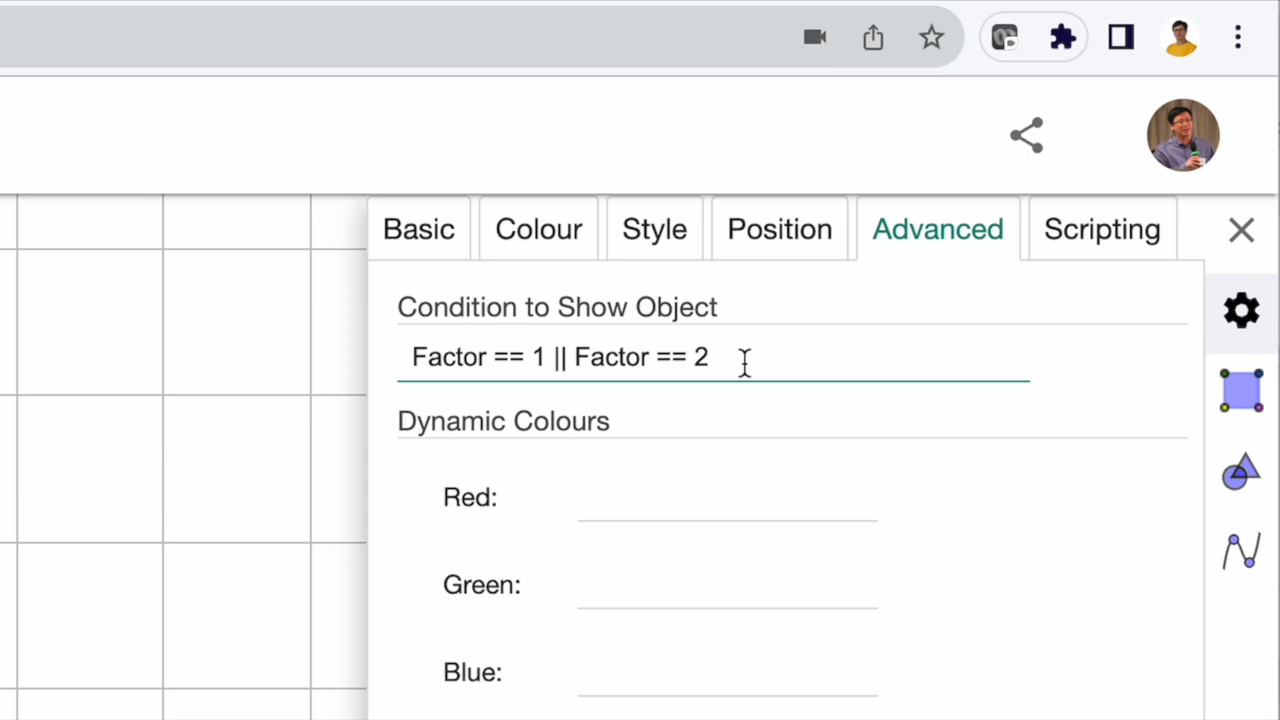 Basic Colour Style Position Advanced Scripting
Condition to Show Object
Factor == 1 || Factor == 2
Dynamic Colours
Red:
Green:
Blue: